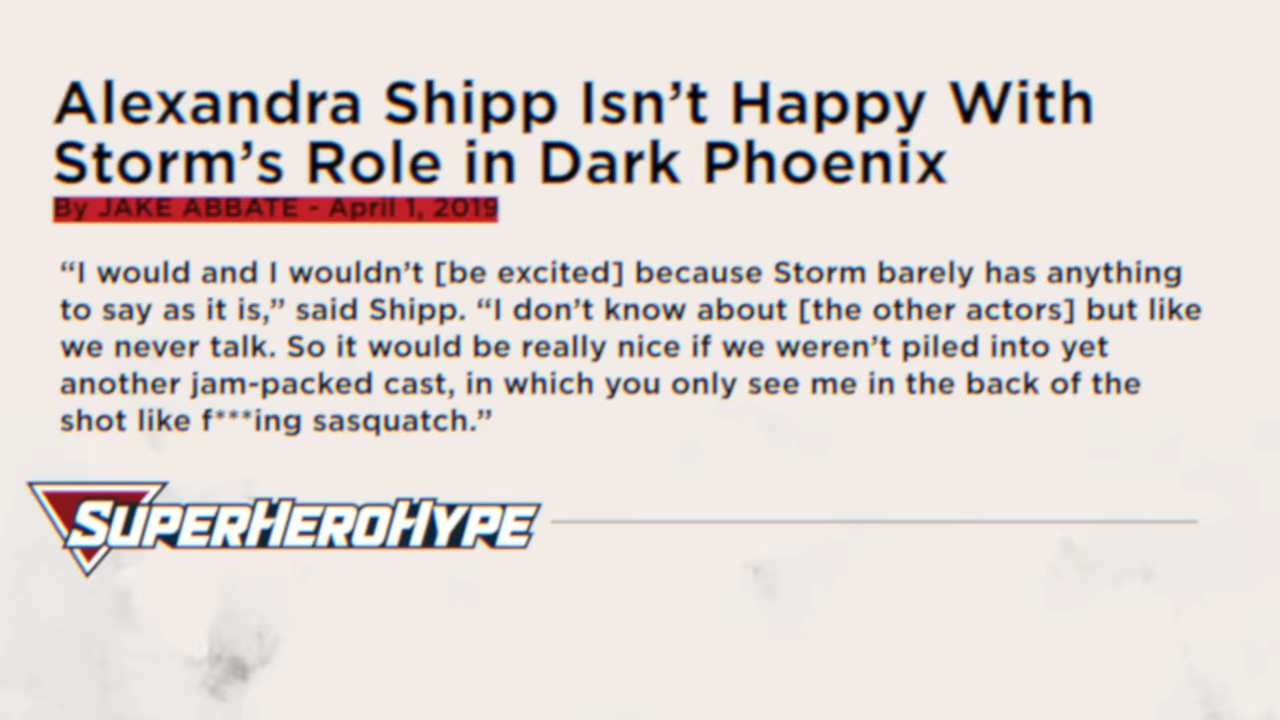 Alexandra Shipp Isn’t Happy With
Storm’s Role in Dark Phoenix
By JAKE ABBATE - April 1, 2019
“I would and I wouldn’t [be excited] because Storm barely has anything
to say as it is,” said Shipp. “I don’t know about [the other actors] but like
we never talk. So it would be really nice if we weren’t piled into yet
another jam-packed cast, in which you only see me in the back of the
shot like f***ing sasquatch.”
SUPERHEROHYPE